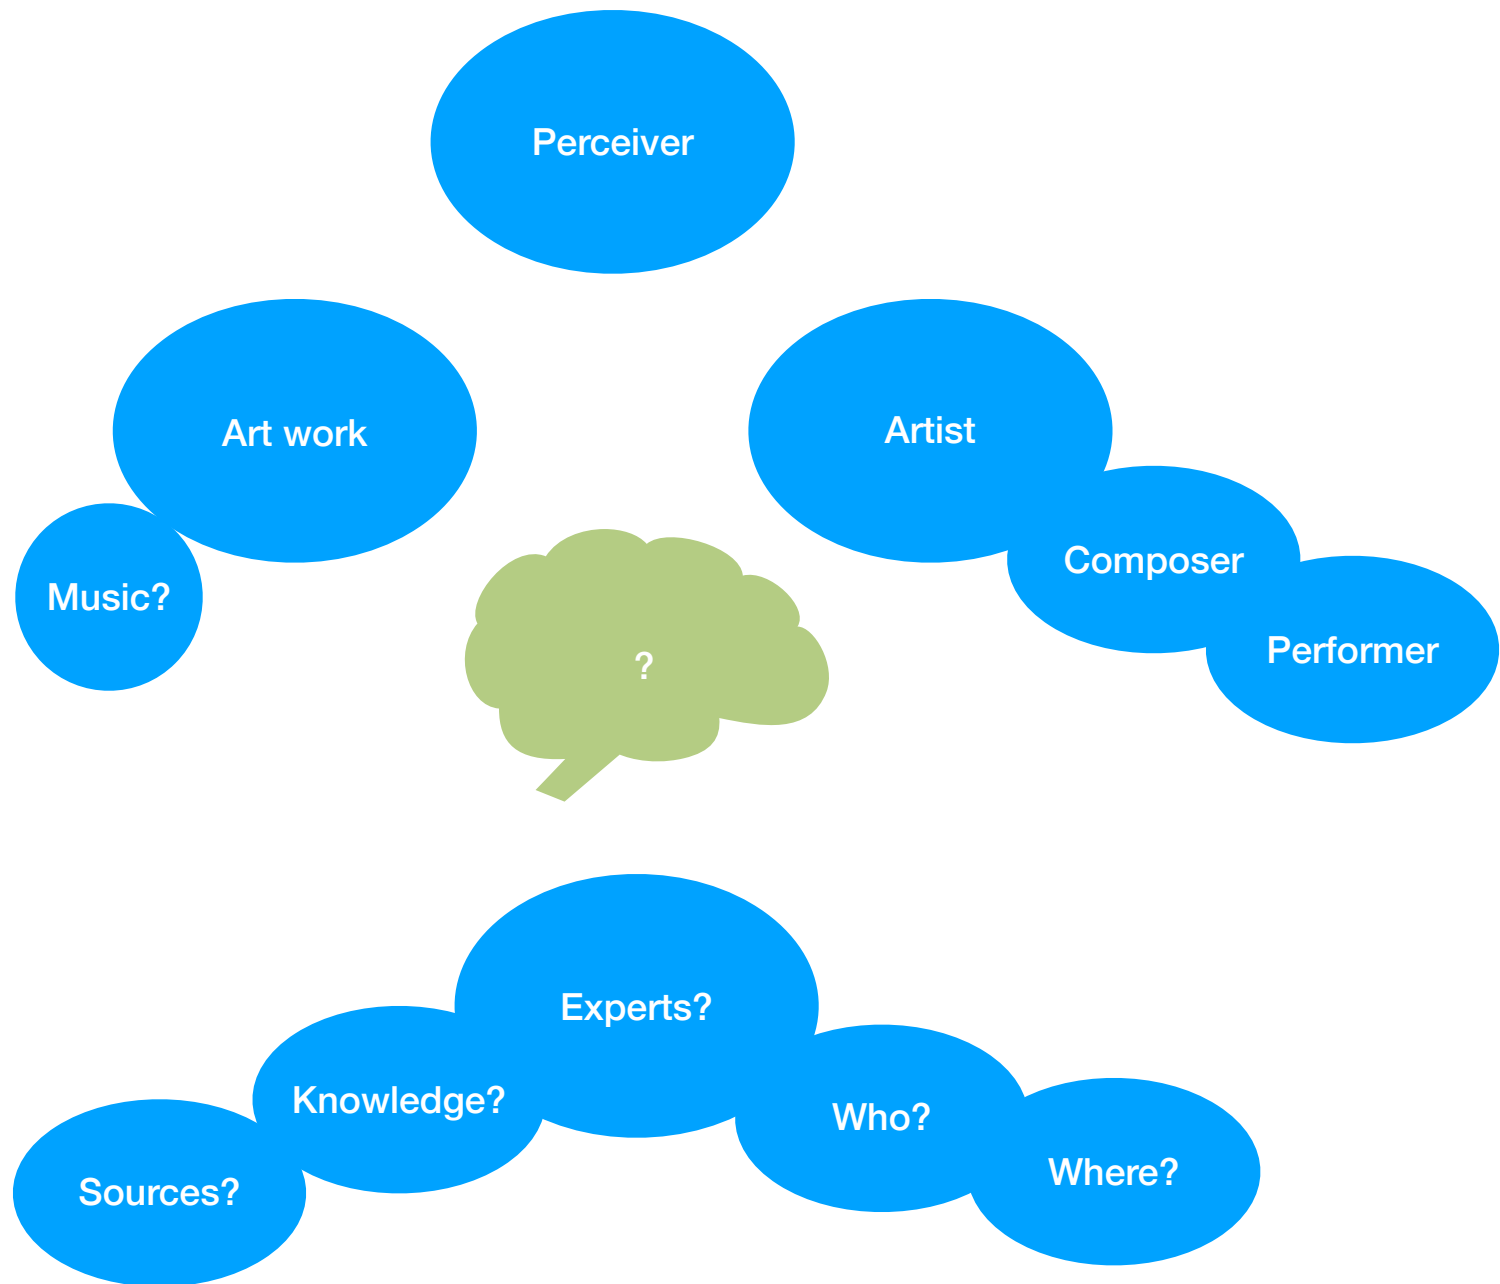 Perceiver
Art work
Artist
Music?
Composer
Performer
?
Experts?
Knowledge?
Who?
Sources?
Where?